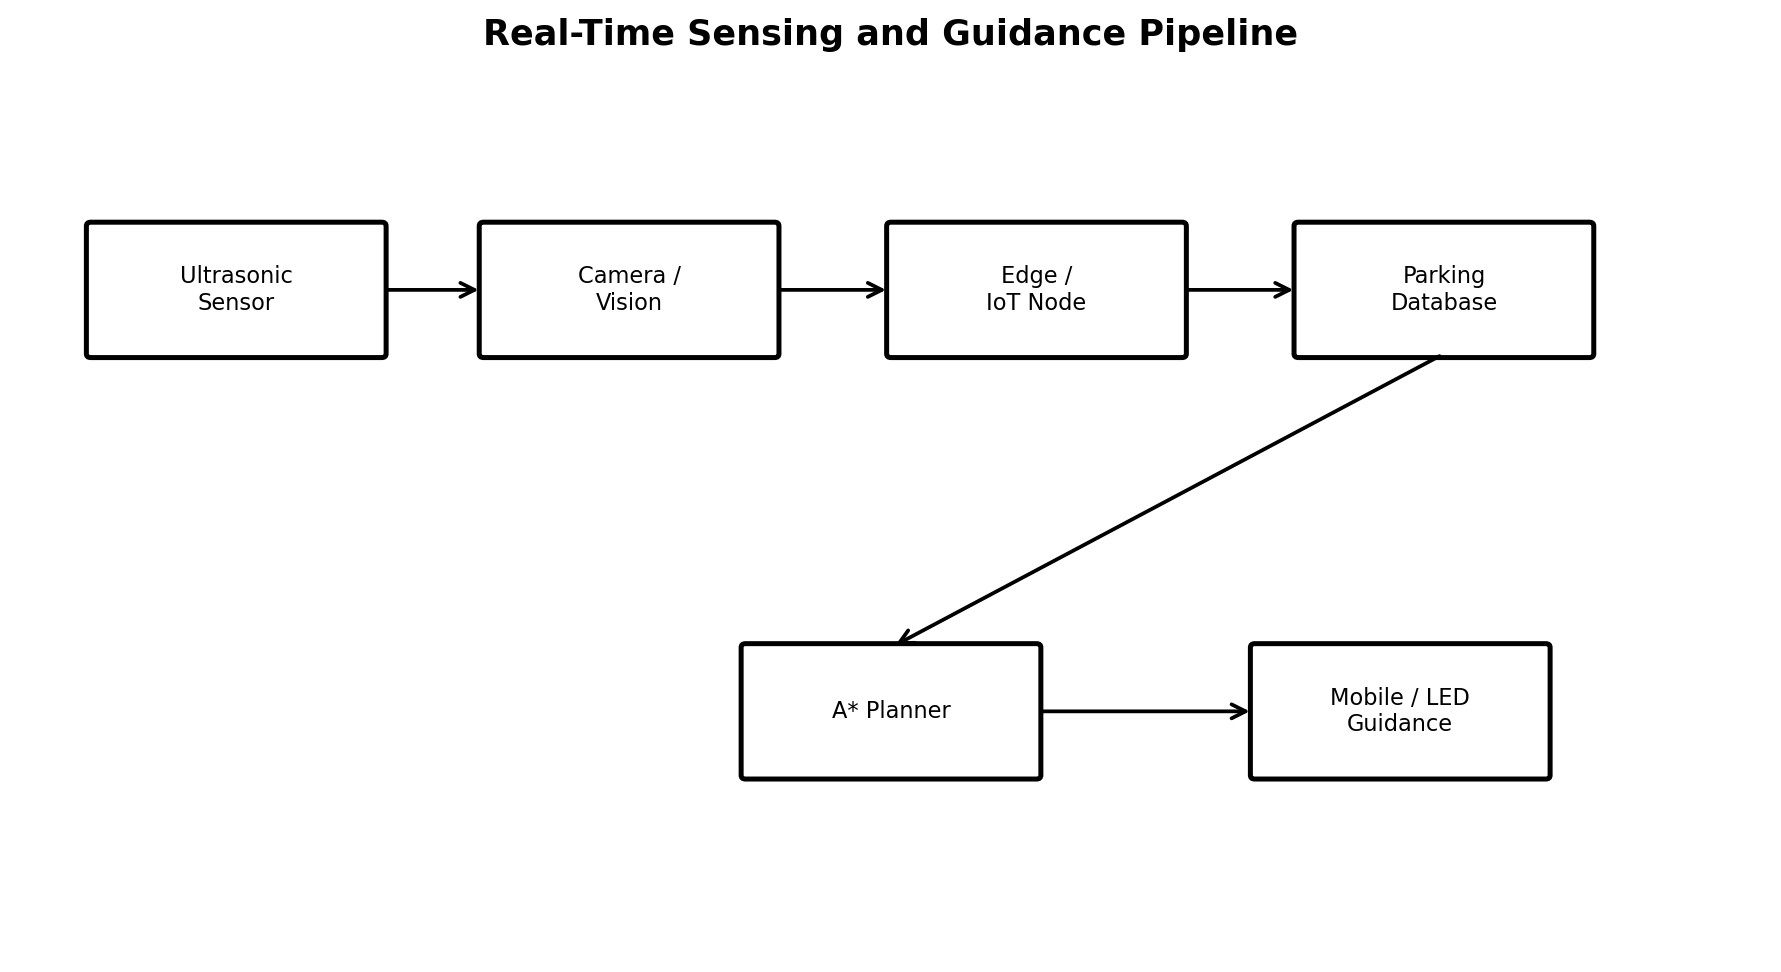 Real-Time Sensing and Guidance Pipeline
Ultrasonic
Sensor
Camera /
Vision
Edge /
IoT Node
Parking
Database
A* Planner
Mobile / LED
Guidance